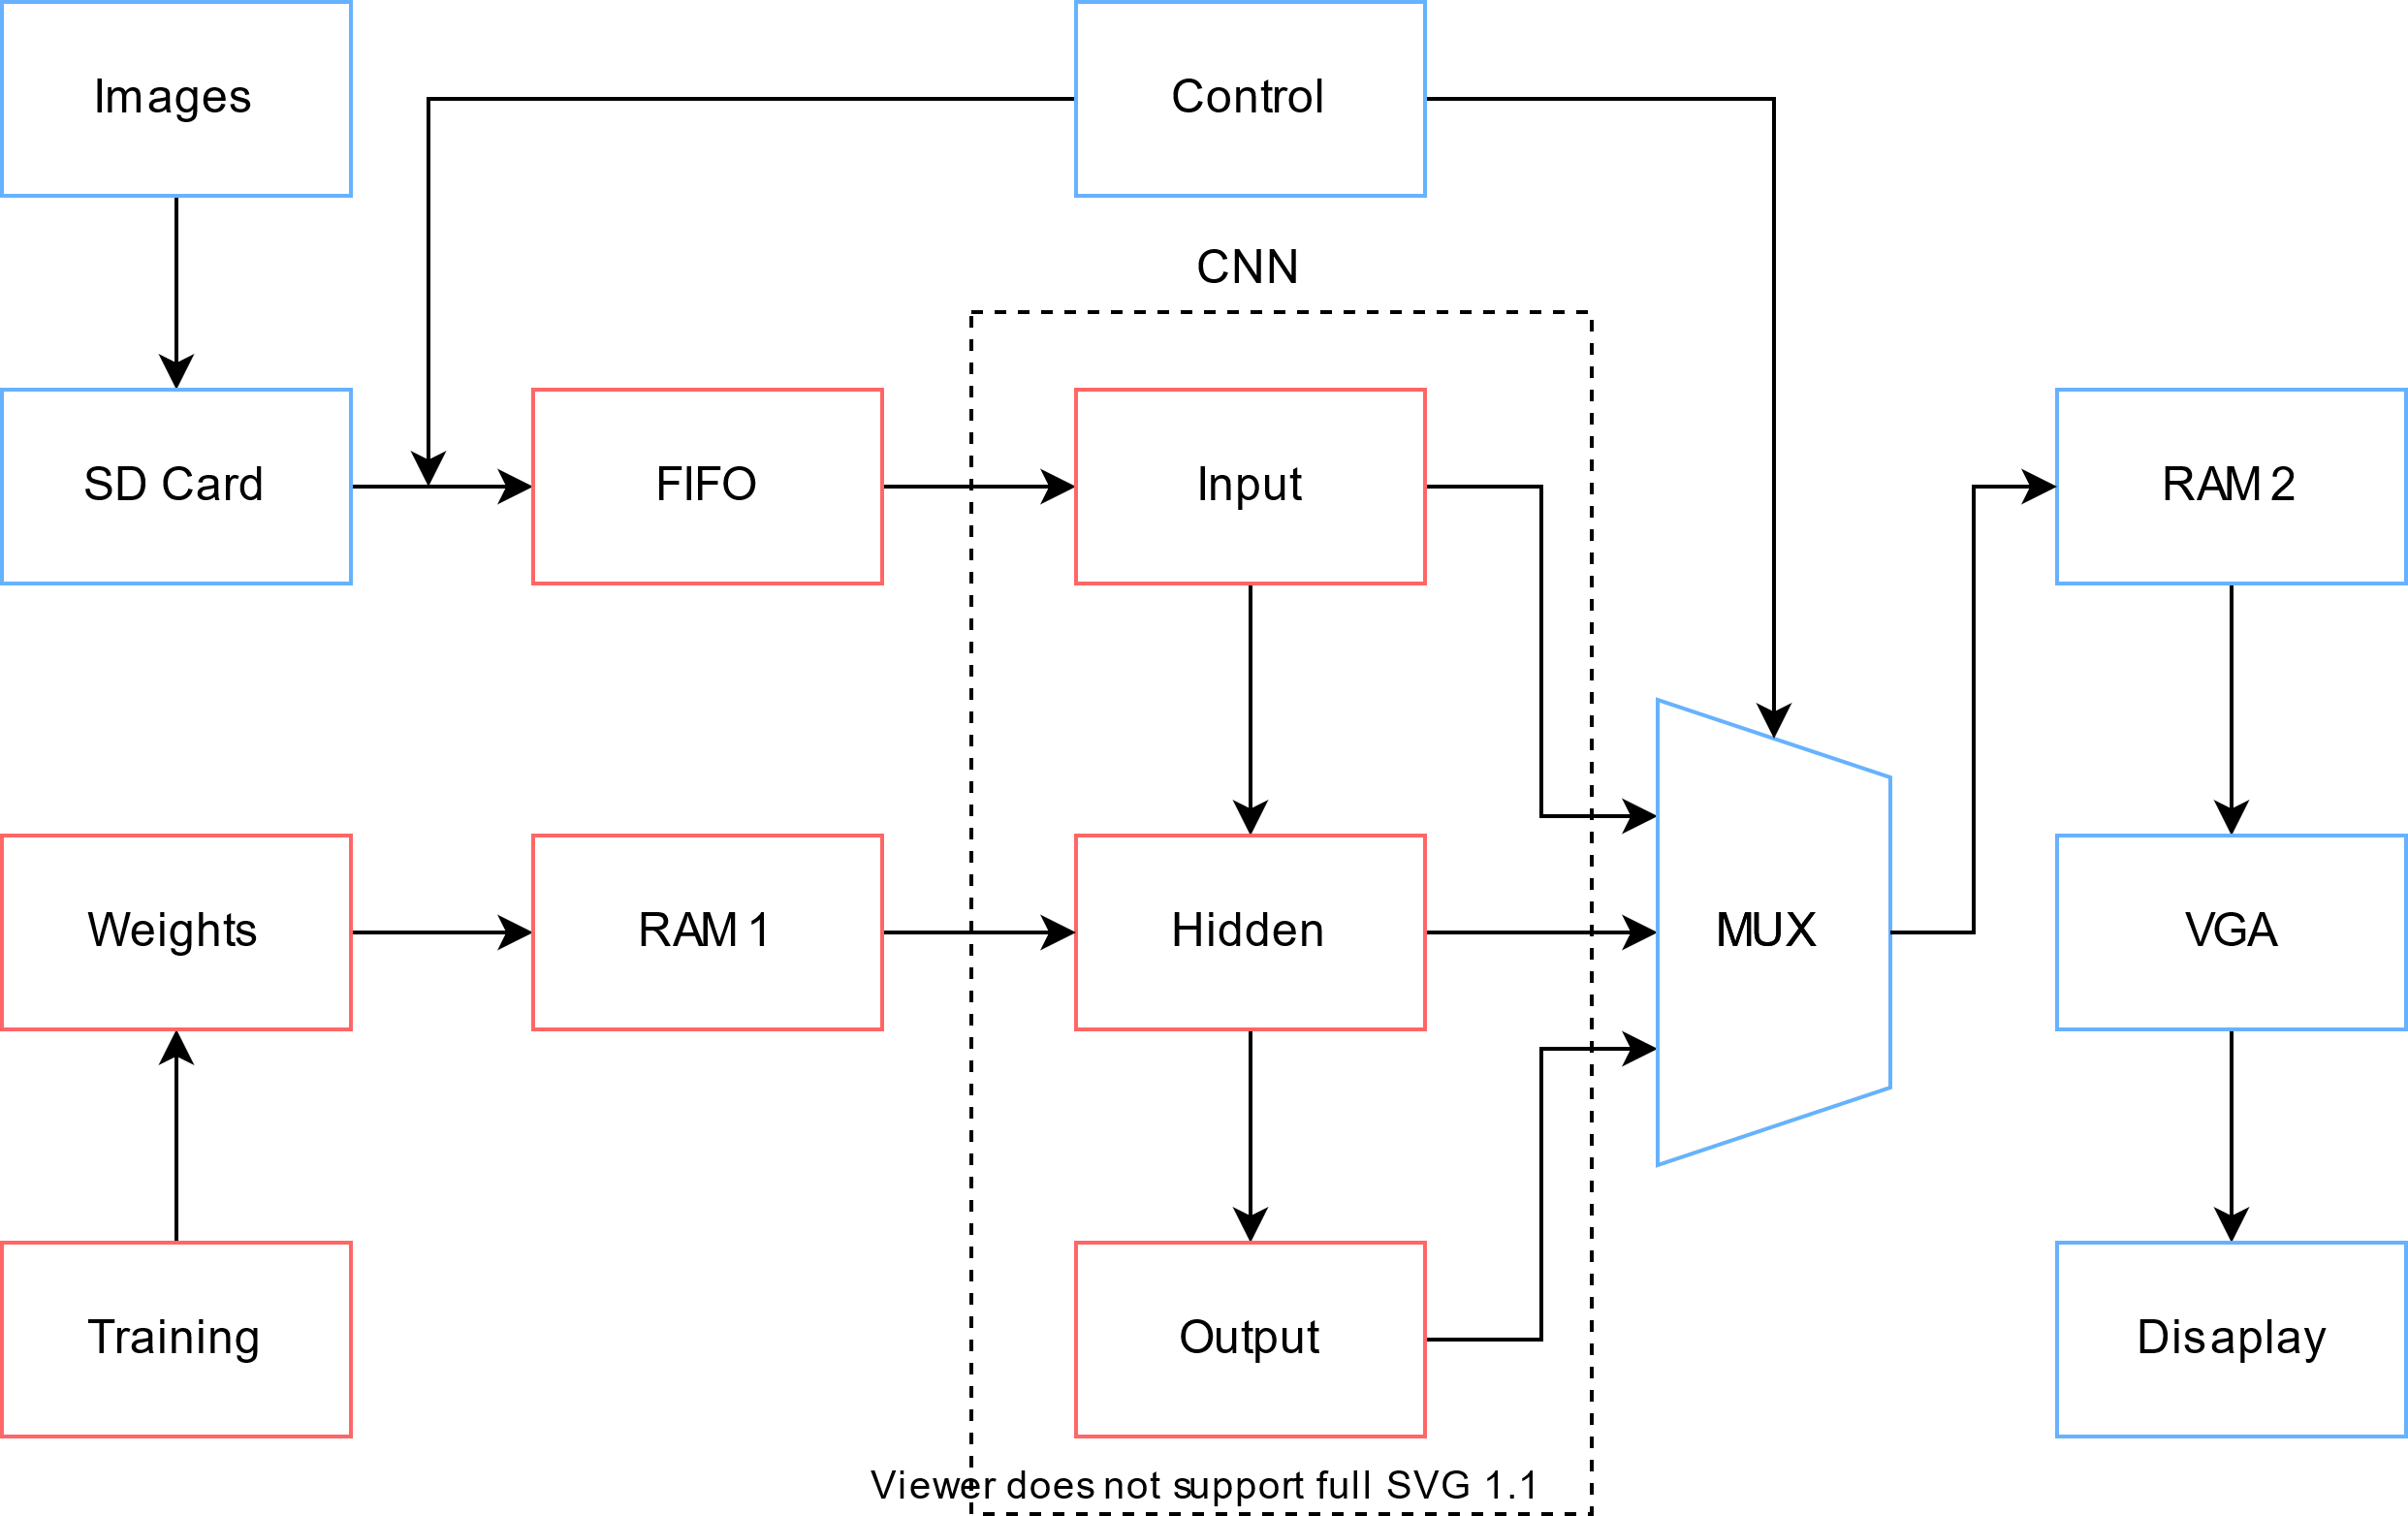 Images
Control
CNN
SD Card
FIFO
Input
RAM 2
Weights
RAM 1
Hidden
MUX
VGA
Training
Output
Disaplay
Viewer does not support full SVG 1.1